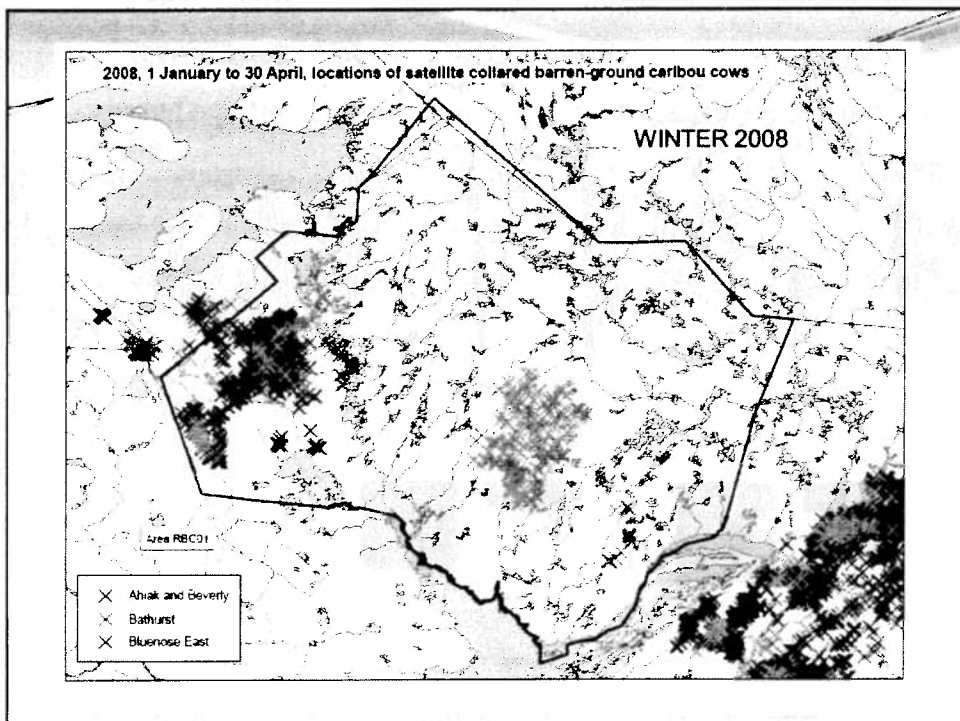 2008, 1 January to 30 April, locations of satellite collared barren-ground caribou cows
WINTER 2008
Area RBC01
Ahiak and Beverly
Bathurst
Bluenose East